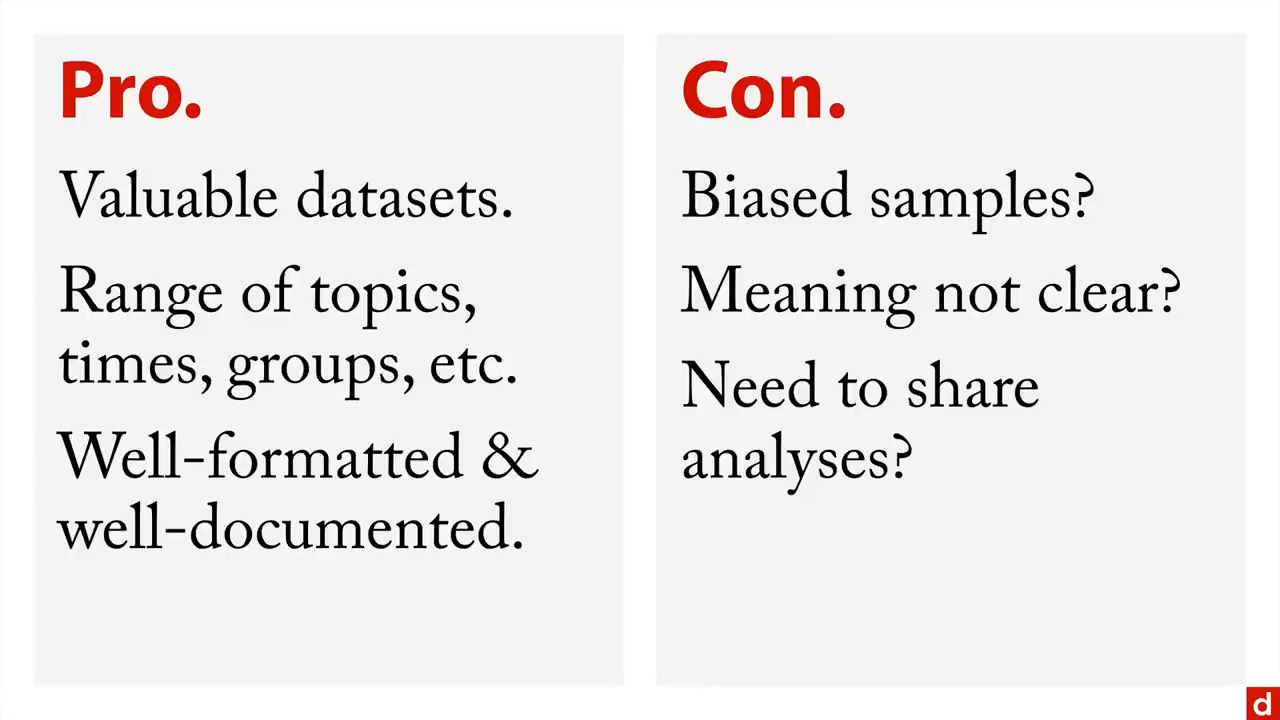 Pro.
Valuable datasets.
Range of topics,
times, groups, etc.
Well-formatted &
well-documented.
Con.
Biased samples?
Meaning not clear?
Need to share
analyses?
d